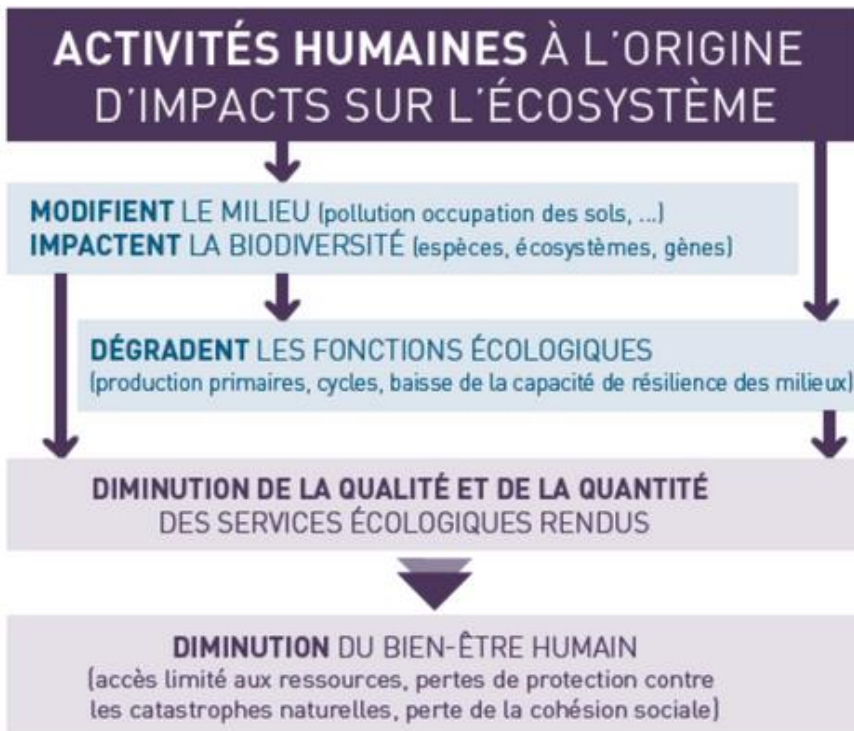 ACTIVITÉS HUMAINES À L'ORIGINE
D'IMPACTS SUR L'ÉCOSYSTÈME
MODIFIENT LE MILIEU (pollution occupation des sols, ...)
IMPACTENT LA BIODIVERSITÉ (espèces, écosystèmes, gènes)
DÉGRADENT LES FONCTIONS ÉCOLOGIQUES
(production primaires, cycles, baisse de la capacité de résilience des milieux)
DIMINUTION DE LA QUALITÉ ET DE LA QUANTITÉ
DES SERVICES ÉCOLOGIQUES RENDUS
DIMINUTION DU BIEN-ÊTRE HUMAIN
(accès limité aux ressources, pertes de protection contre
les catastrophes naturelles, perte de la cohésion sociale)